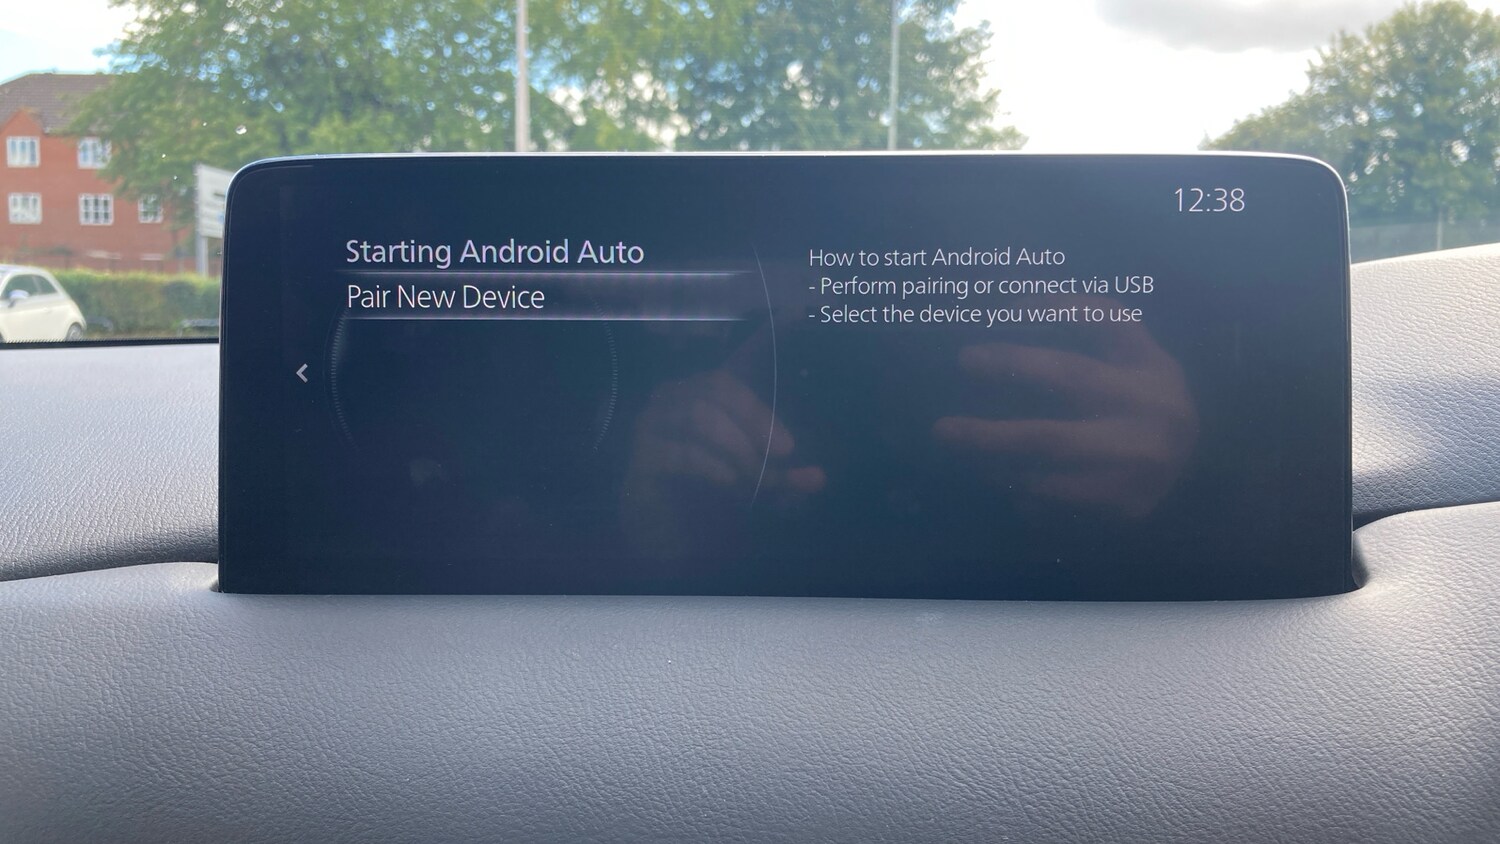 12:38
Starting Android Auto
Pair New Device
How to start Android Auto
- Perform pairing or connect via USB
- Select the device you want to use